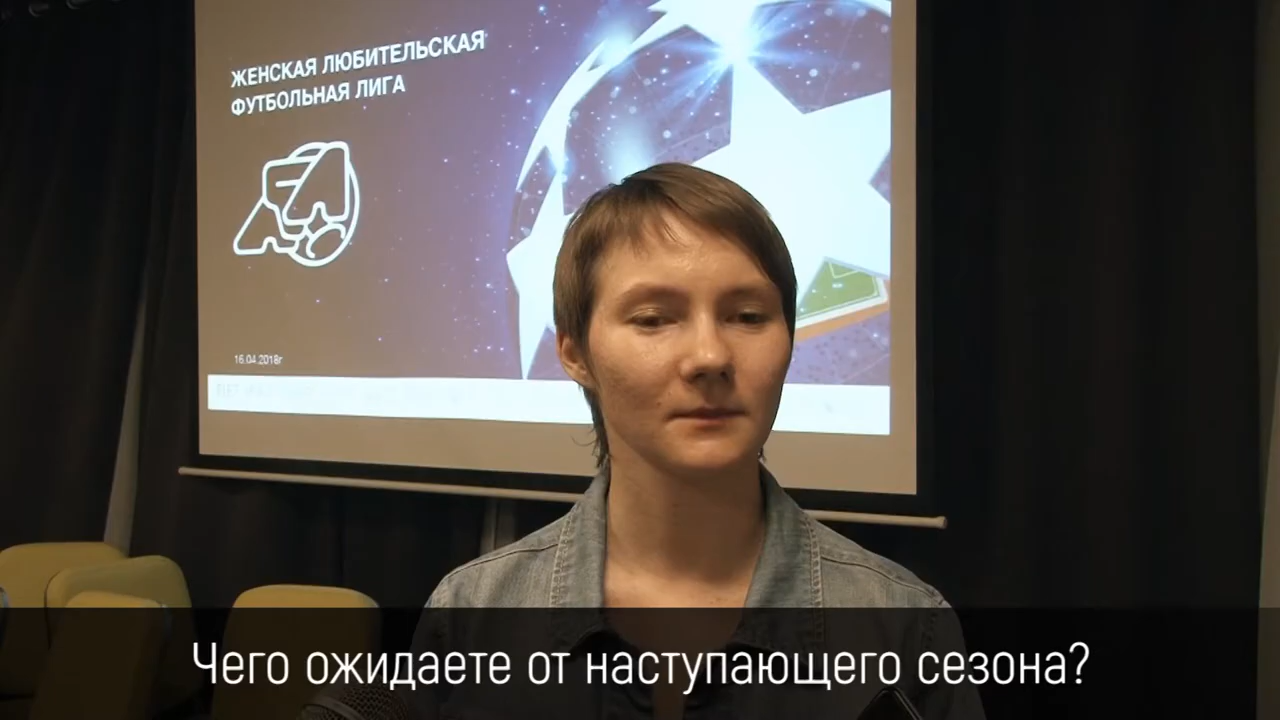 ЖЕНСКАЯ ЛЮБИТЕЛЬСКАЯ
ФУТБОЛЬНАЯ ЛИГА
16.04.2018г
Чего ожидаете от наступающего сезона?